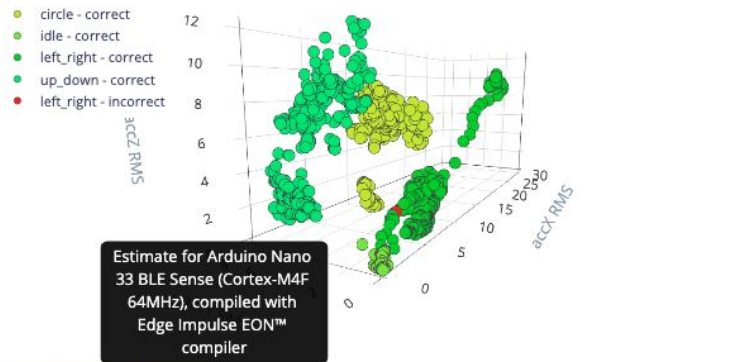 circle - correct
idle - correct
left_right - correct
up_down - correct
left_right - incorrect
12
10
8
6
4
2
accZ RMS
30
25
20
15
10
5
0
accX RMS
0
Estimate for Arduino Nano
33 BLE Sense (Cortex-M4F
64MHz), compiled with
Edge Impulse EON™
compiler